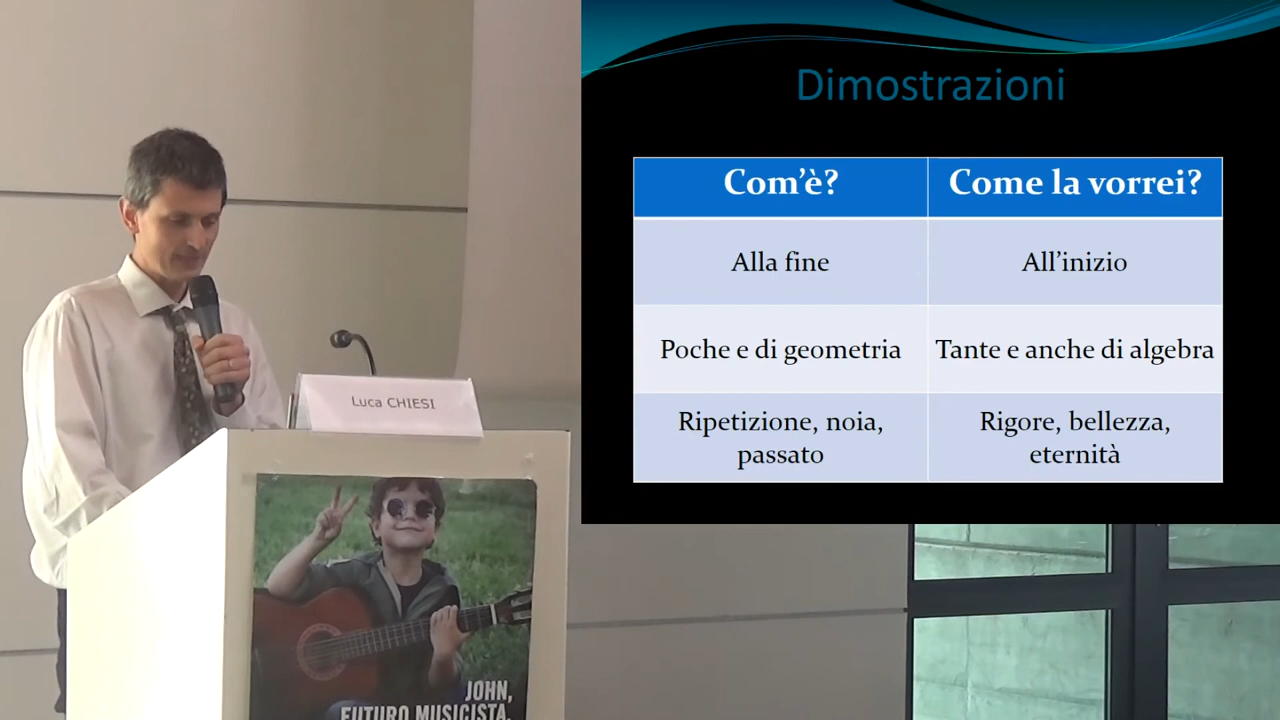 Dimostrazioni
Com'è?
Come la vorrei?
Alla fine
All'inizio
Poche e di geometria
Tante e anche di algebra
Ripetizione, noia,
passato
Rigore, bellezza,
eternità
Luca CHIESI
JOHN,
FUTURO MUSICISTA.